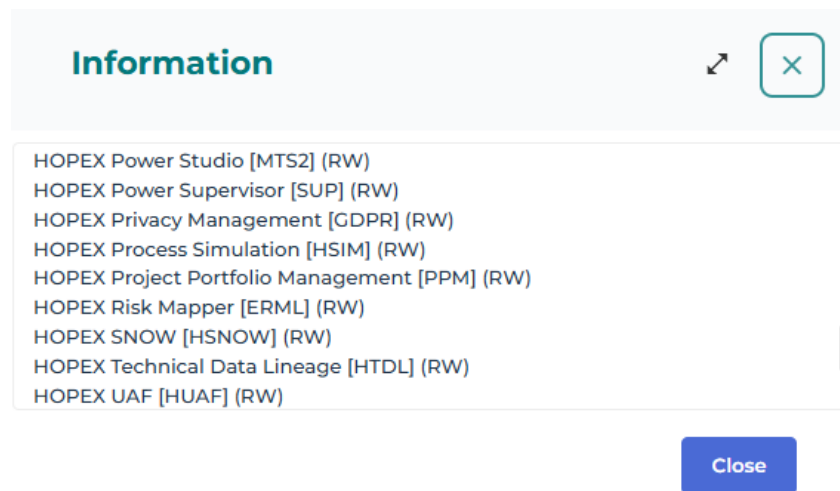 Information
HOPEX Power Studio [MTS2] (RW)
HOPEX Power Supervisor [SUP] (RW)
HOPEX Privacy Management [GDPR] (RW)
HOPEX Process Simulation [HSIM] (RW)
HOPEX Project Portfolio Management [PPM] (RW)
HOPEX Risk Mapper [ERML] (RW)
HOPEX SNOW [HSNOW] (RW)
HOPEX Technical Data Lineage [HTDL] (RW)
HOPEX UAF [HUAF] (RW)
Close